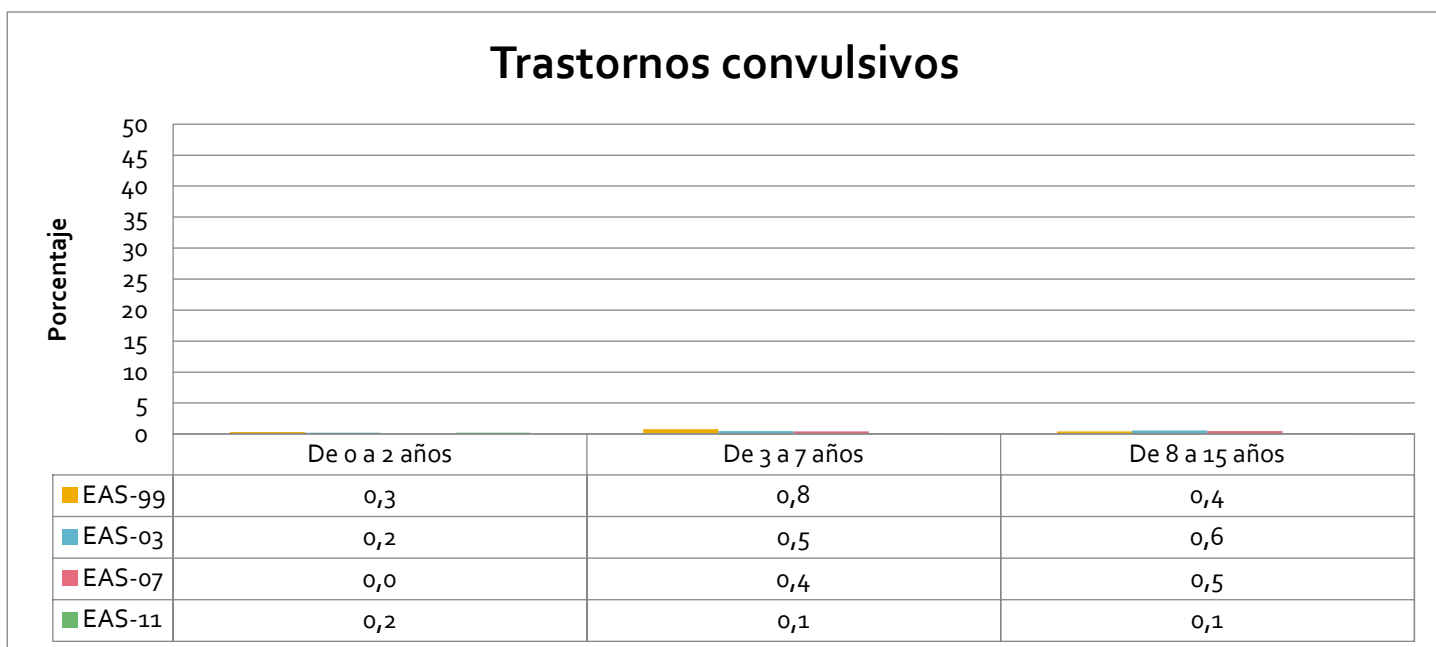 Trastornos convulsivos
Porcentaje
50
45
40
35
30
25
20
15
10
5
0
De 0 a 2 años De 3 a 7 años De 8 a 15 años
EAS-99 0,3 0,8 0,4
EAS-03 0,2 0,5 0,6
EAS-07 0,0 0,4 0,5
EAS-11 0,2 0,1 0,1